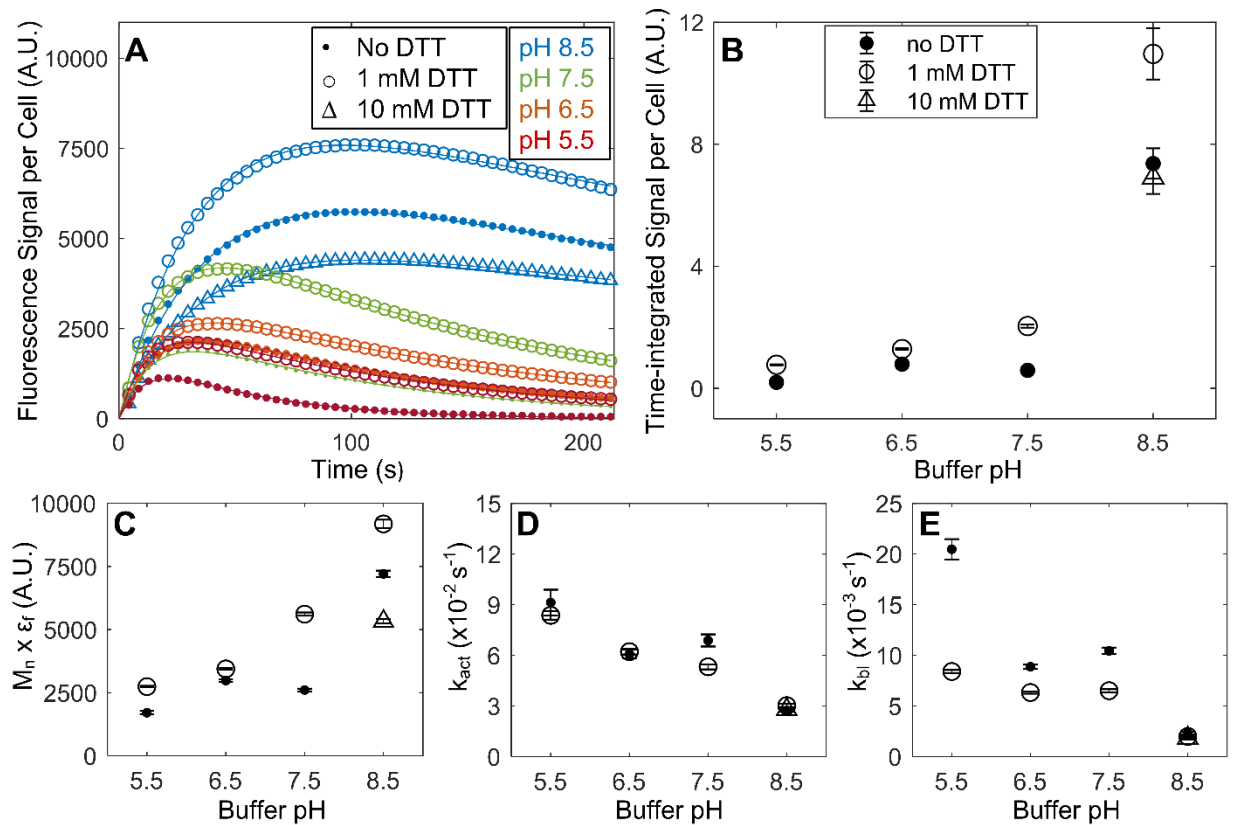 A
Fluorescence Signal per Cell (A.U.)
10000
7500
5000
2500
0
No DTT
1 mM DTT
10 mM DTT
pH 8.5
pH 7.5
pH 6.5
pH 5.5
0
100
200
Time (s)
B
Time-integrated Signal per Cell (A.U.)
12
8
4
0
no DTT
1 mM DTT
10 mM DTT
5.5
6.5
7.5
8.5
Buffer pH
C
Mₙ x ε_f (A.U.)
10000
7500
5000
2500
0
5.5
6.5
7.5
8.5
Buffer pH
D
k_act (x10⁻² s⁻¹)
15
12
9
6
3
0
5.5
6.5
7.5
8.5
Buffer pH
E
k_bl (x10⁻³ s⁻¹)
25
20
15
10
5
0
5.5
6.5
7.5
8.5
Buffer pH